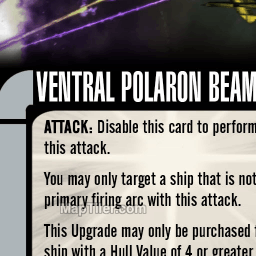 VENTRAL POLARON BEAM
ATTACK: Disable this card to perform
this attack.
You may only target a ship that is not
primary firing arc with this attack.
MapTiler.com
This Upgrade may only be purchased
ship with a Hull Value of 4 or greater